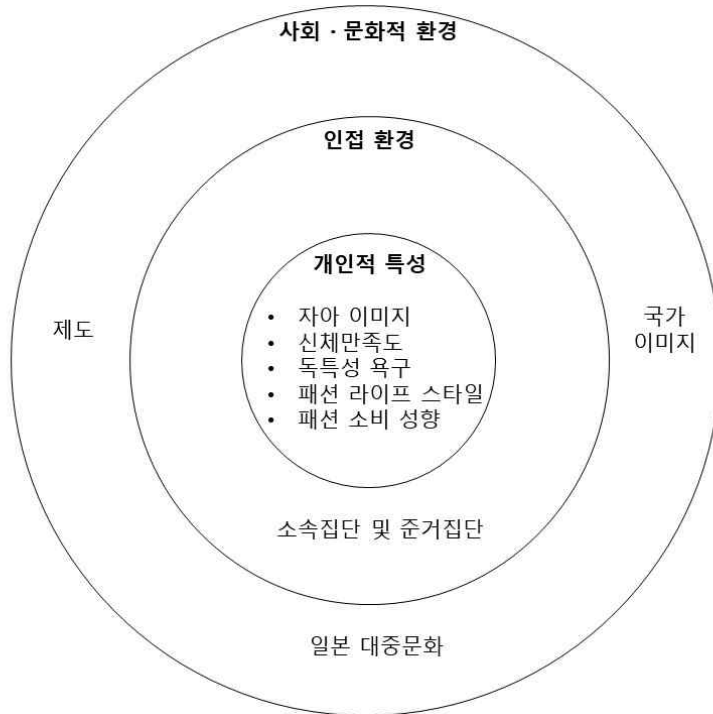 사회 · 문화적 환경
인접 환경
개인적 특성
• 자아 이미지
• 신체만족도
• 독특성 욕구
• 패션 라이프 스타일
• 패션 소비 성향
제도
국가
이미지
소속집단 및 준거집단
일본 대중문화